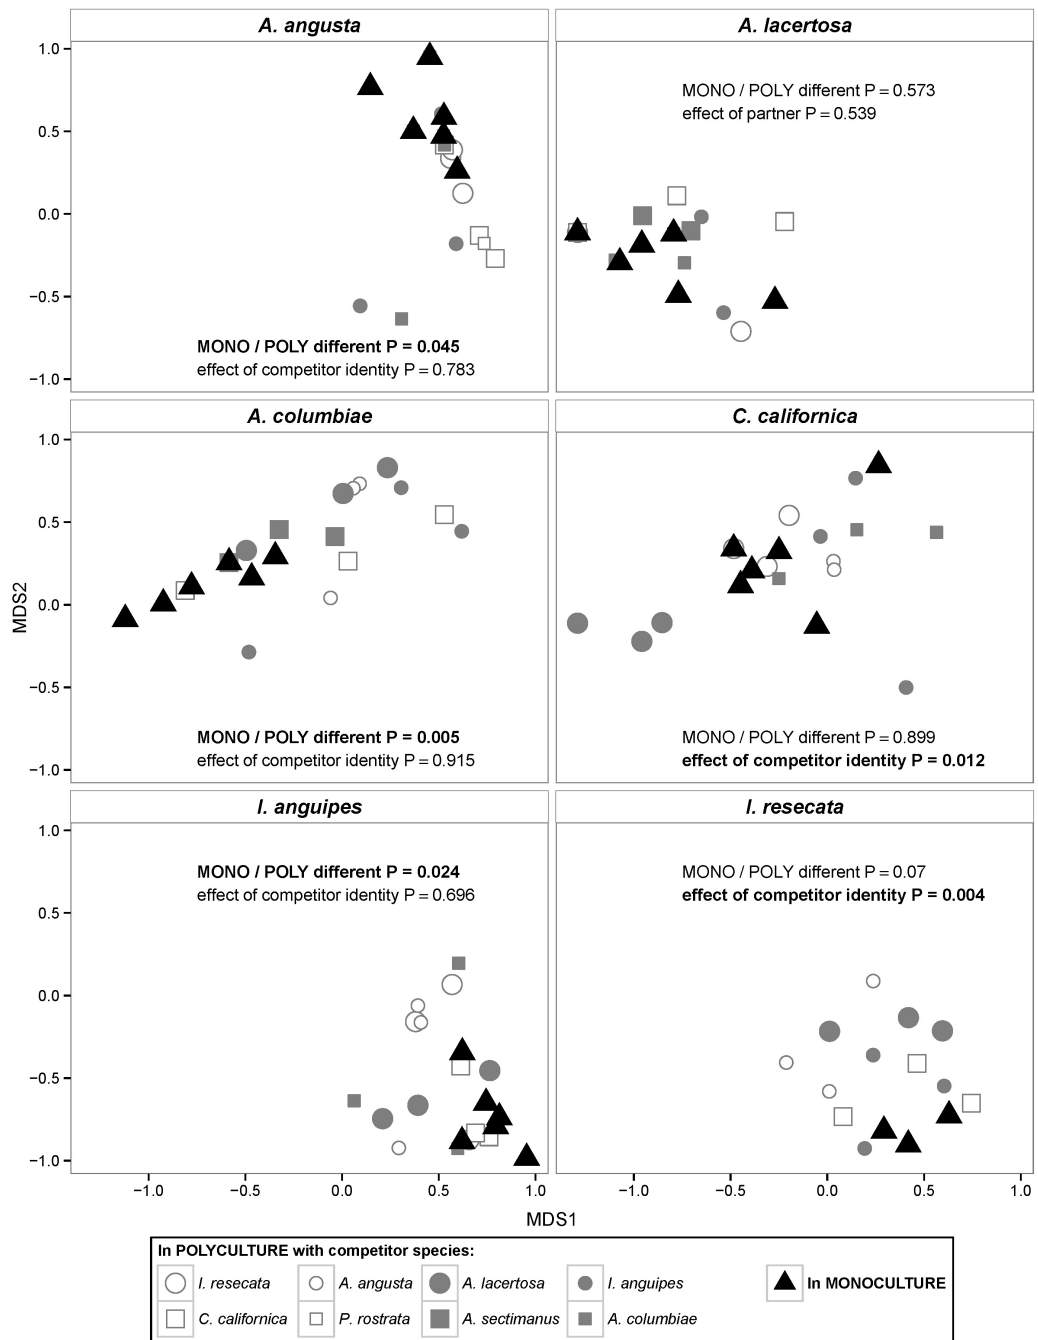 A. angusta
A. lacertosa
1.0
0.5
0.0
−0.5
−1.0
MONO / POLY different P = 0.045
effect of competitor identity P = 0.783
MONO / POLY different P = 0.573
effect of partner P = 0.539
A. columbiae
C. californica
1.0
0.5
0.0
−0.5
−1.0
MDS2
MONO / POLY different P = 0.005
effect of competitor identity P = 0.915
MONO / POLY different P = 0.899
effect of competitor identity P = 0.012
I. anguipes
I. resecata
1.0
0.5
0.0
−0.5
−1.0
MONO / POLY different P = 0.024
effect of competitor identity P = 0.696
MONO / POLY different P = 0.07
effect of competitor identity P = 0.004
−1.0 −0.5 0.0 0.5 1.0
−1.0 −0.5 0.0 0.5 1.0
MDS1
In POLYCULTURE with competitor species:
I. resecata A. angusta A. lacertosa I. anguipes In MONOCULTURE
C. californica P. rostrata A. sectimanus A. columbiae